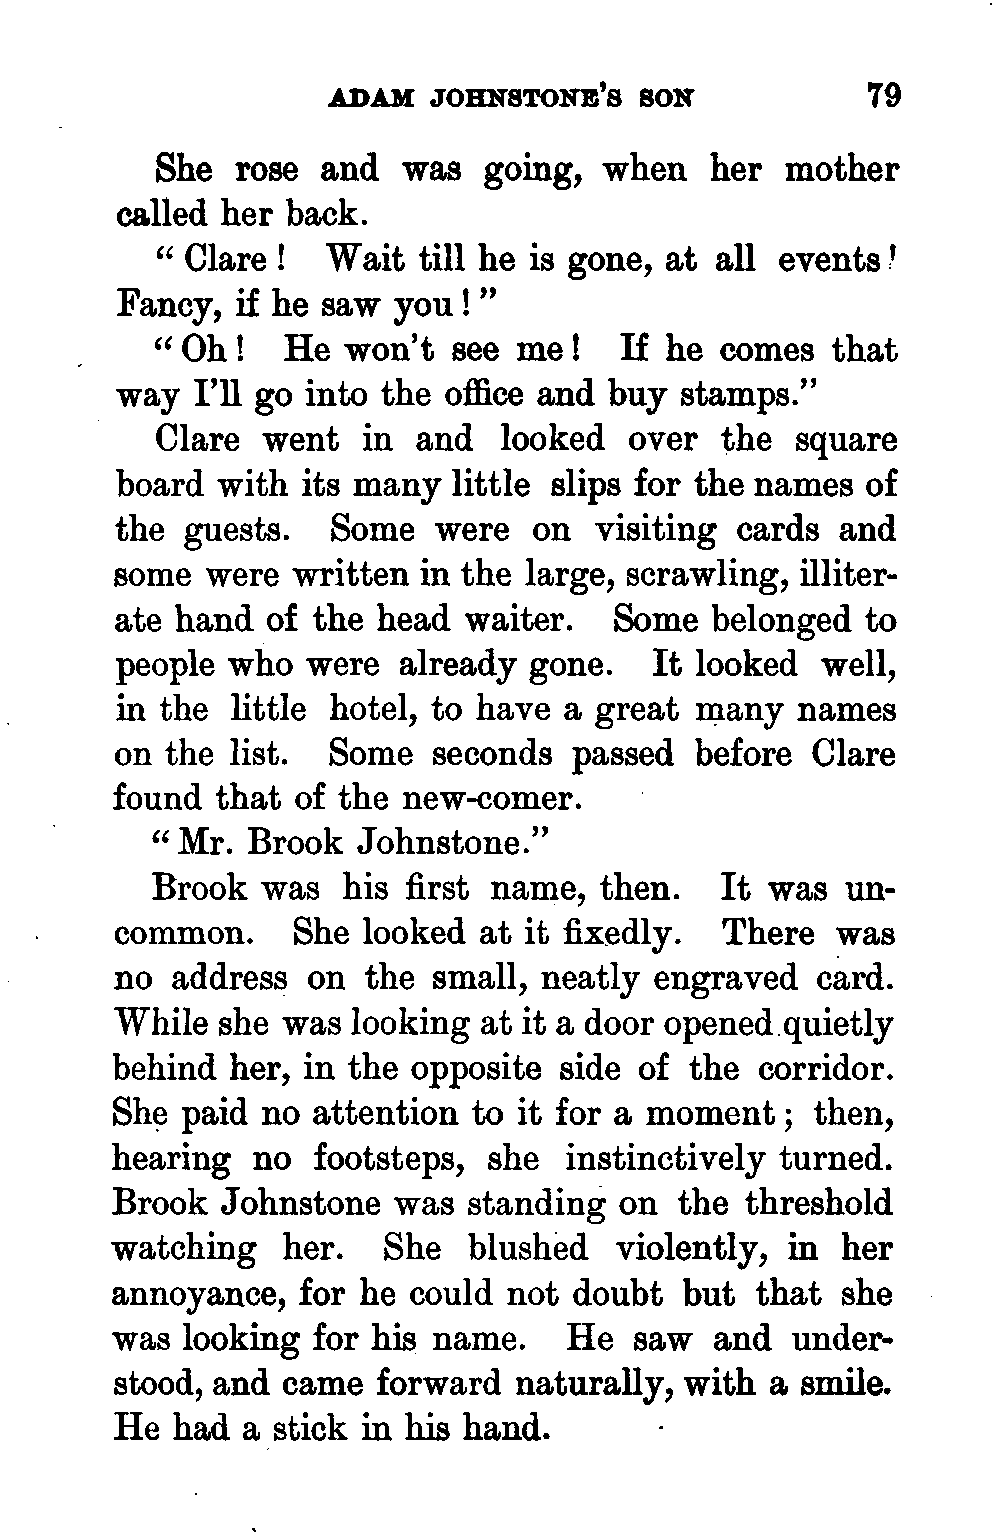 ADAM JOHNSTONE'S SON 79
She rose and was going, when her mother
called her back.
“ Clare ! Wait till he is gone, at all events !
Fancy, if he saw you ! ”
“ Oh ! He won't see me ! If he comes that
way I'll go into the office and buy stamps.”
Clare went in and looked over the square
board with its many little slips for the names of
the guests. Some were on visiting cards and
some were written in the large, scrawling, illiter-
ate hand of the head waiter. Some belonged to
people who were already gone. It looked well,
in the little hotel, to have a great many names
on the list. Some seconds passed before Clare
found that of the new-comer.
“ Mr. Brook Johnstone.”
Brook was his first name, then. It was un-
common. She looked at it fixedly. There was
no address on the small, neatly engraved card.
While she was looking at it a door opened quietly
behind her, in the opposite side of the corridor.
She paid no attention to it for a moment ; then,
hearing no footsteps, she instinctively turned.
Brook Johnstone was standing on the threshold
watching her. She blushed violently, in her
annoyance, for he could not doubt but that she
was looking for his name. He saw and under-
stood, and came forward naturally, with a smile.
He had a stick in his hand.